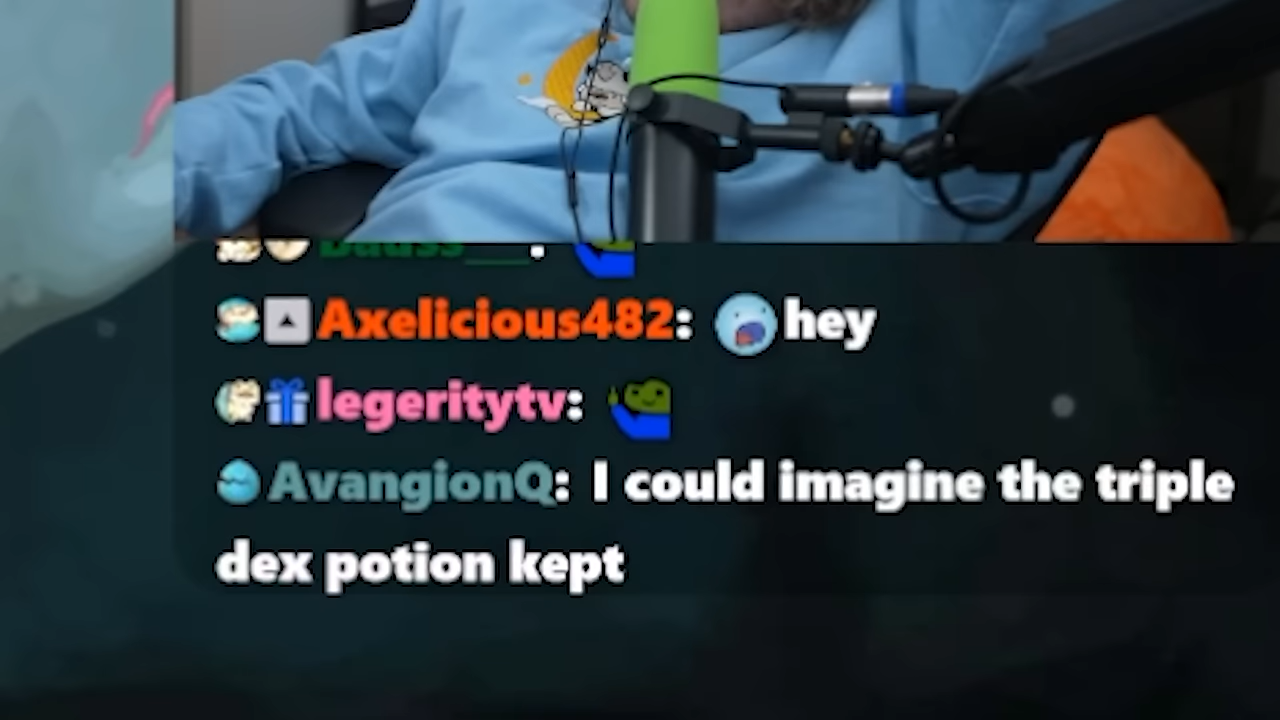 Axelicious482: hey
legeritytv:
AvangionQ: I could imagine the triple
dex potion kept